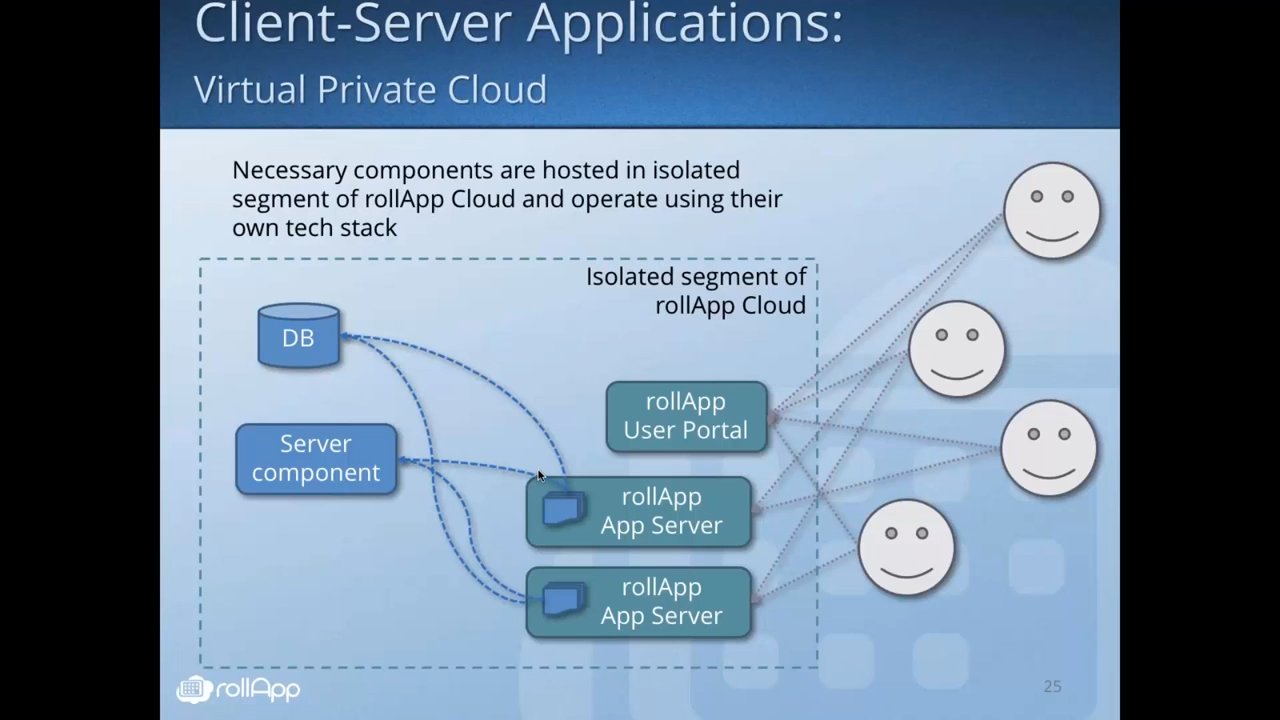 Client-Server Applications:
Virtual Private Cloud
Necessary components are hosted in isolated
segment of rollApp Cloud and operate using their
own tech stack
Isolated segment of
rollApp Cloud
DB
rollApp
User Portal
Server
component
rollApp
App Server
rollApp
App Server
rollApp
25